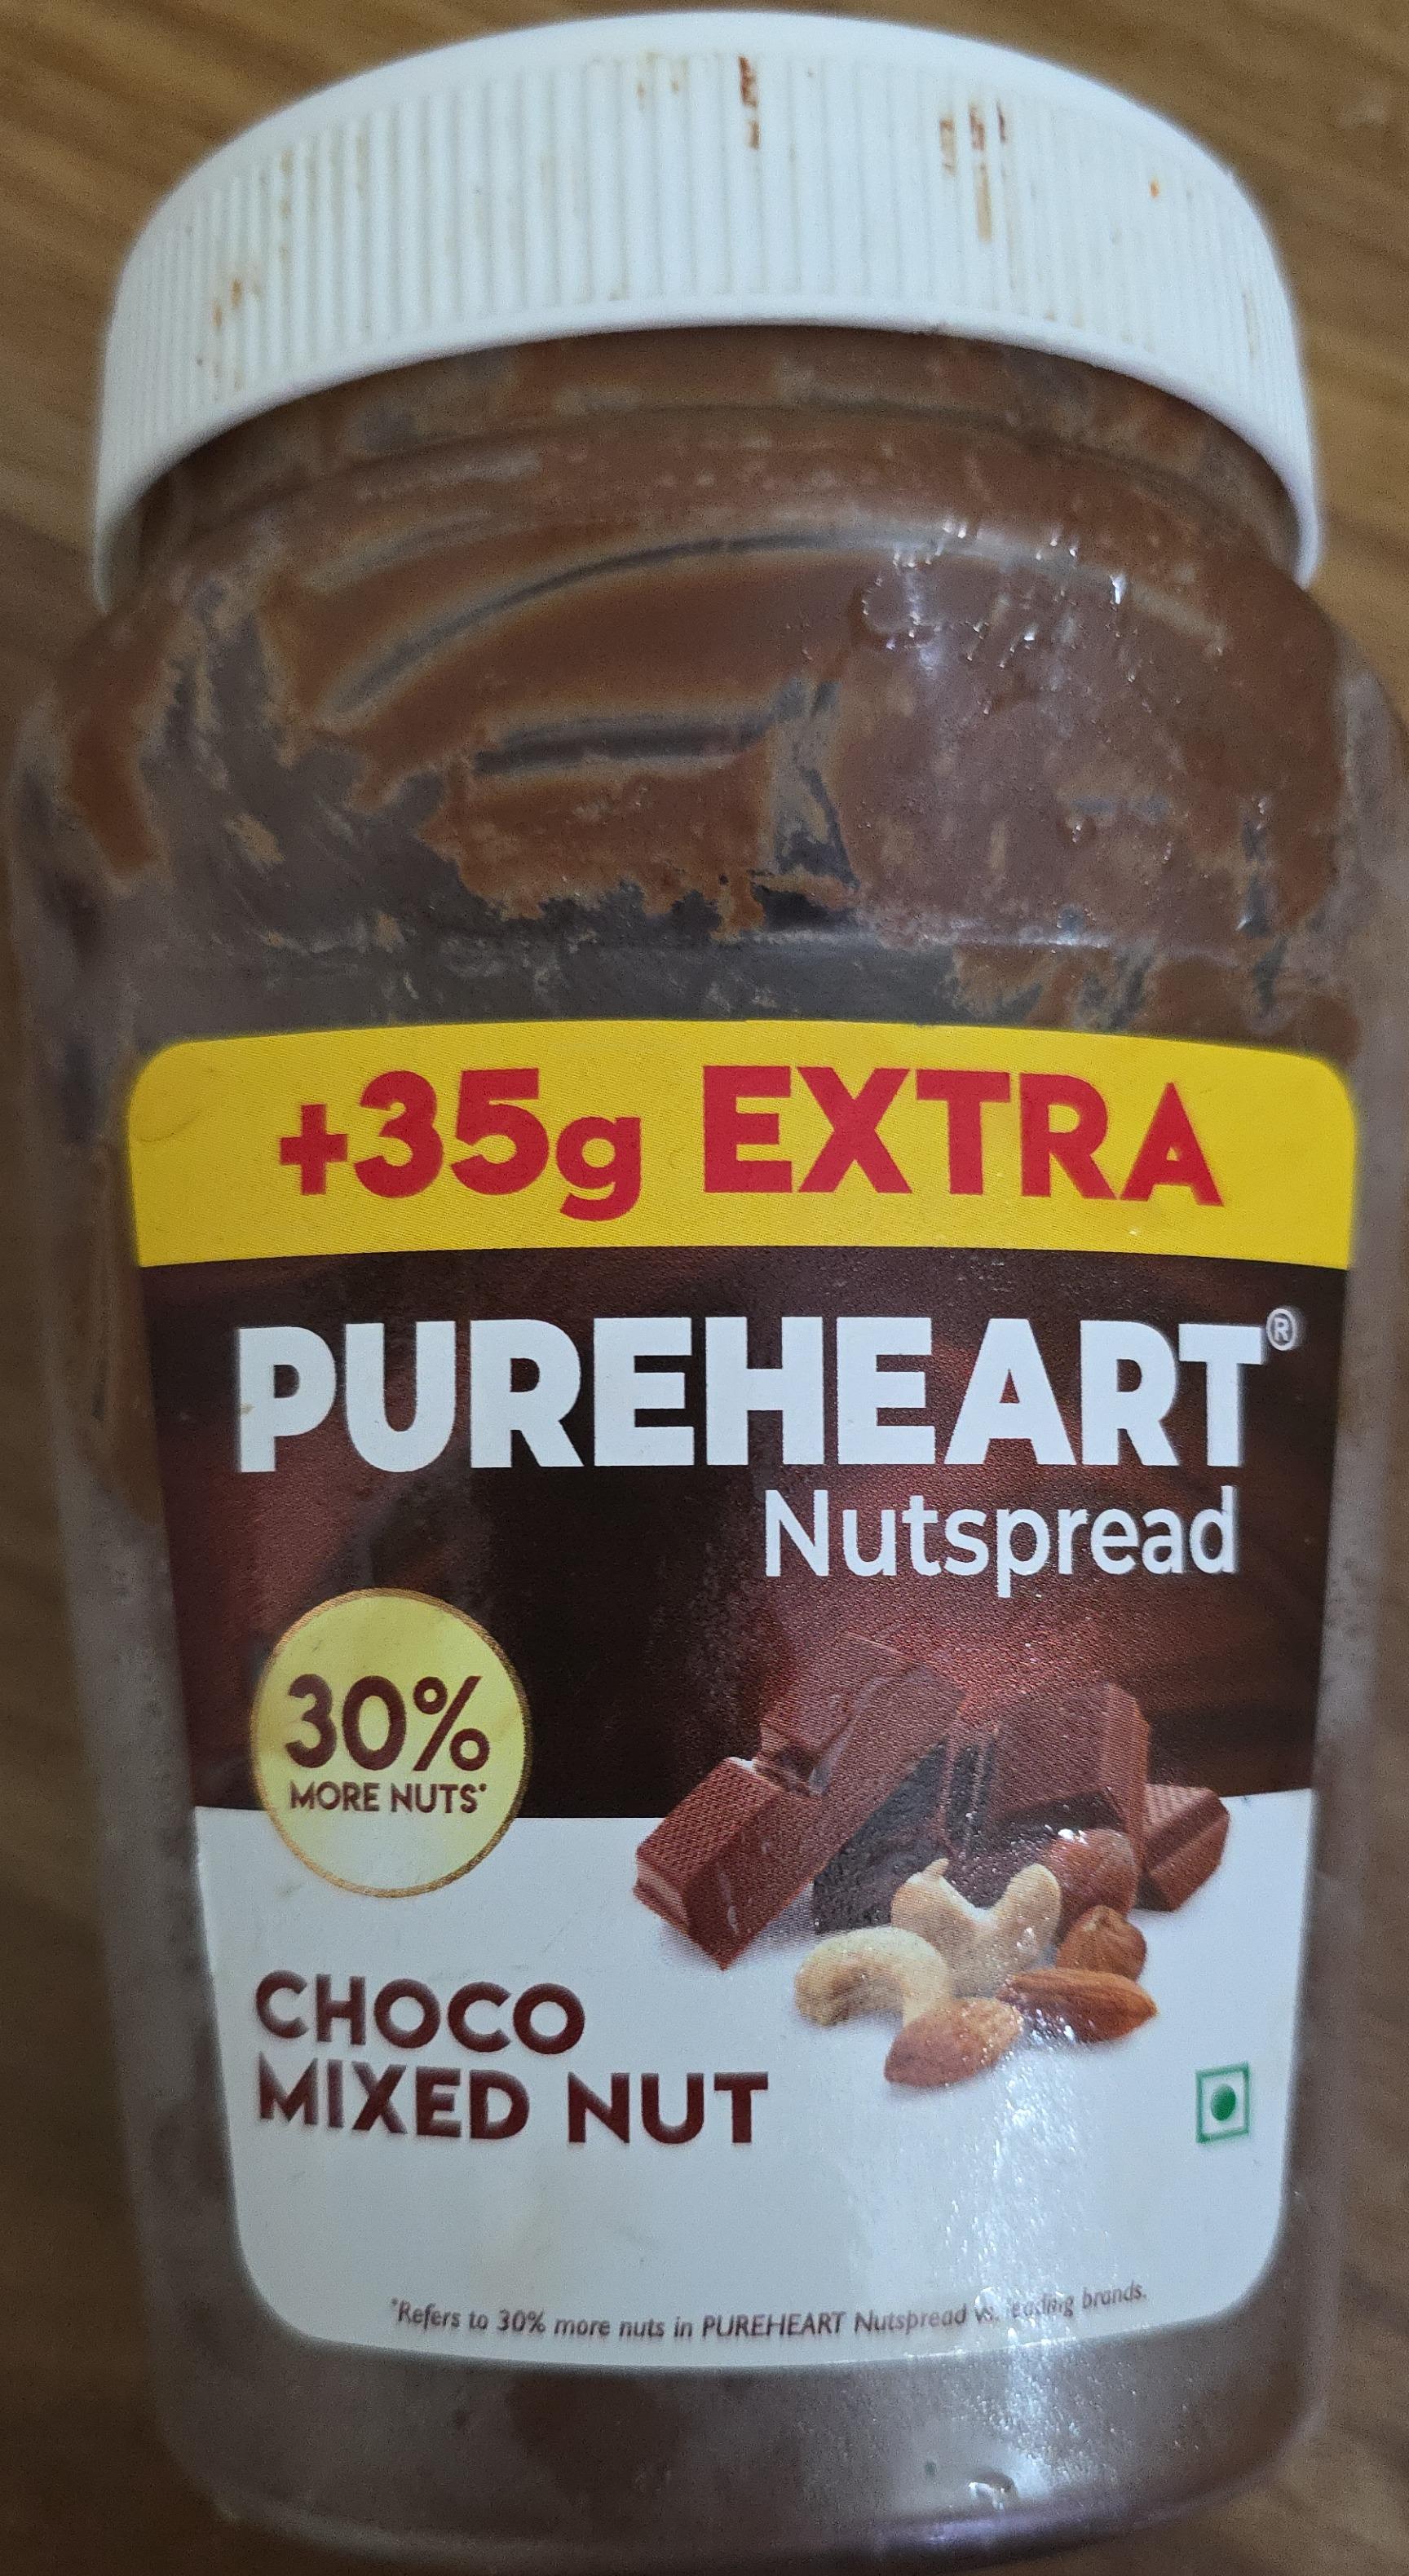 +35g EXTRA
PUREHEART®
Nutspread
30%
MORE NUTS*
CHOCO
MIXED NUT
*Refers to 30% more nuts in PUREHEART Nutspread vs. leading brands.